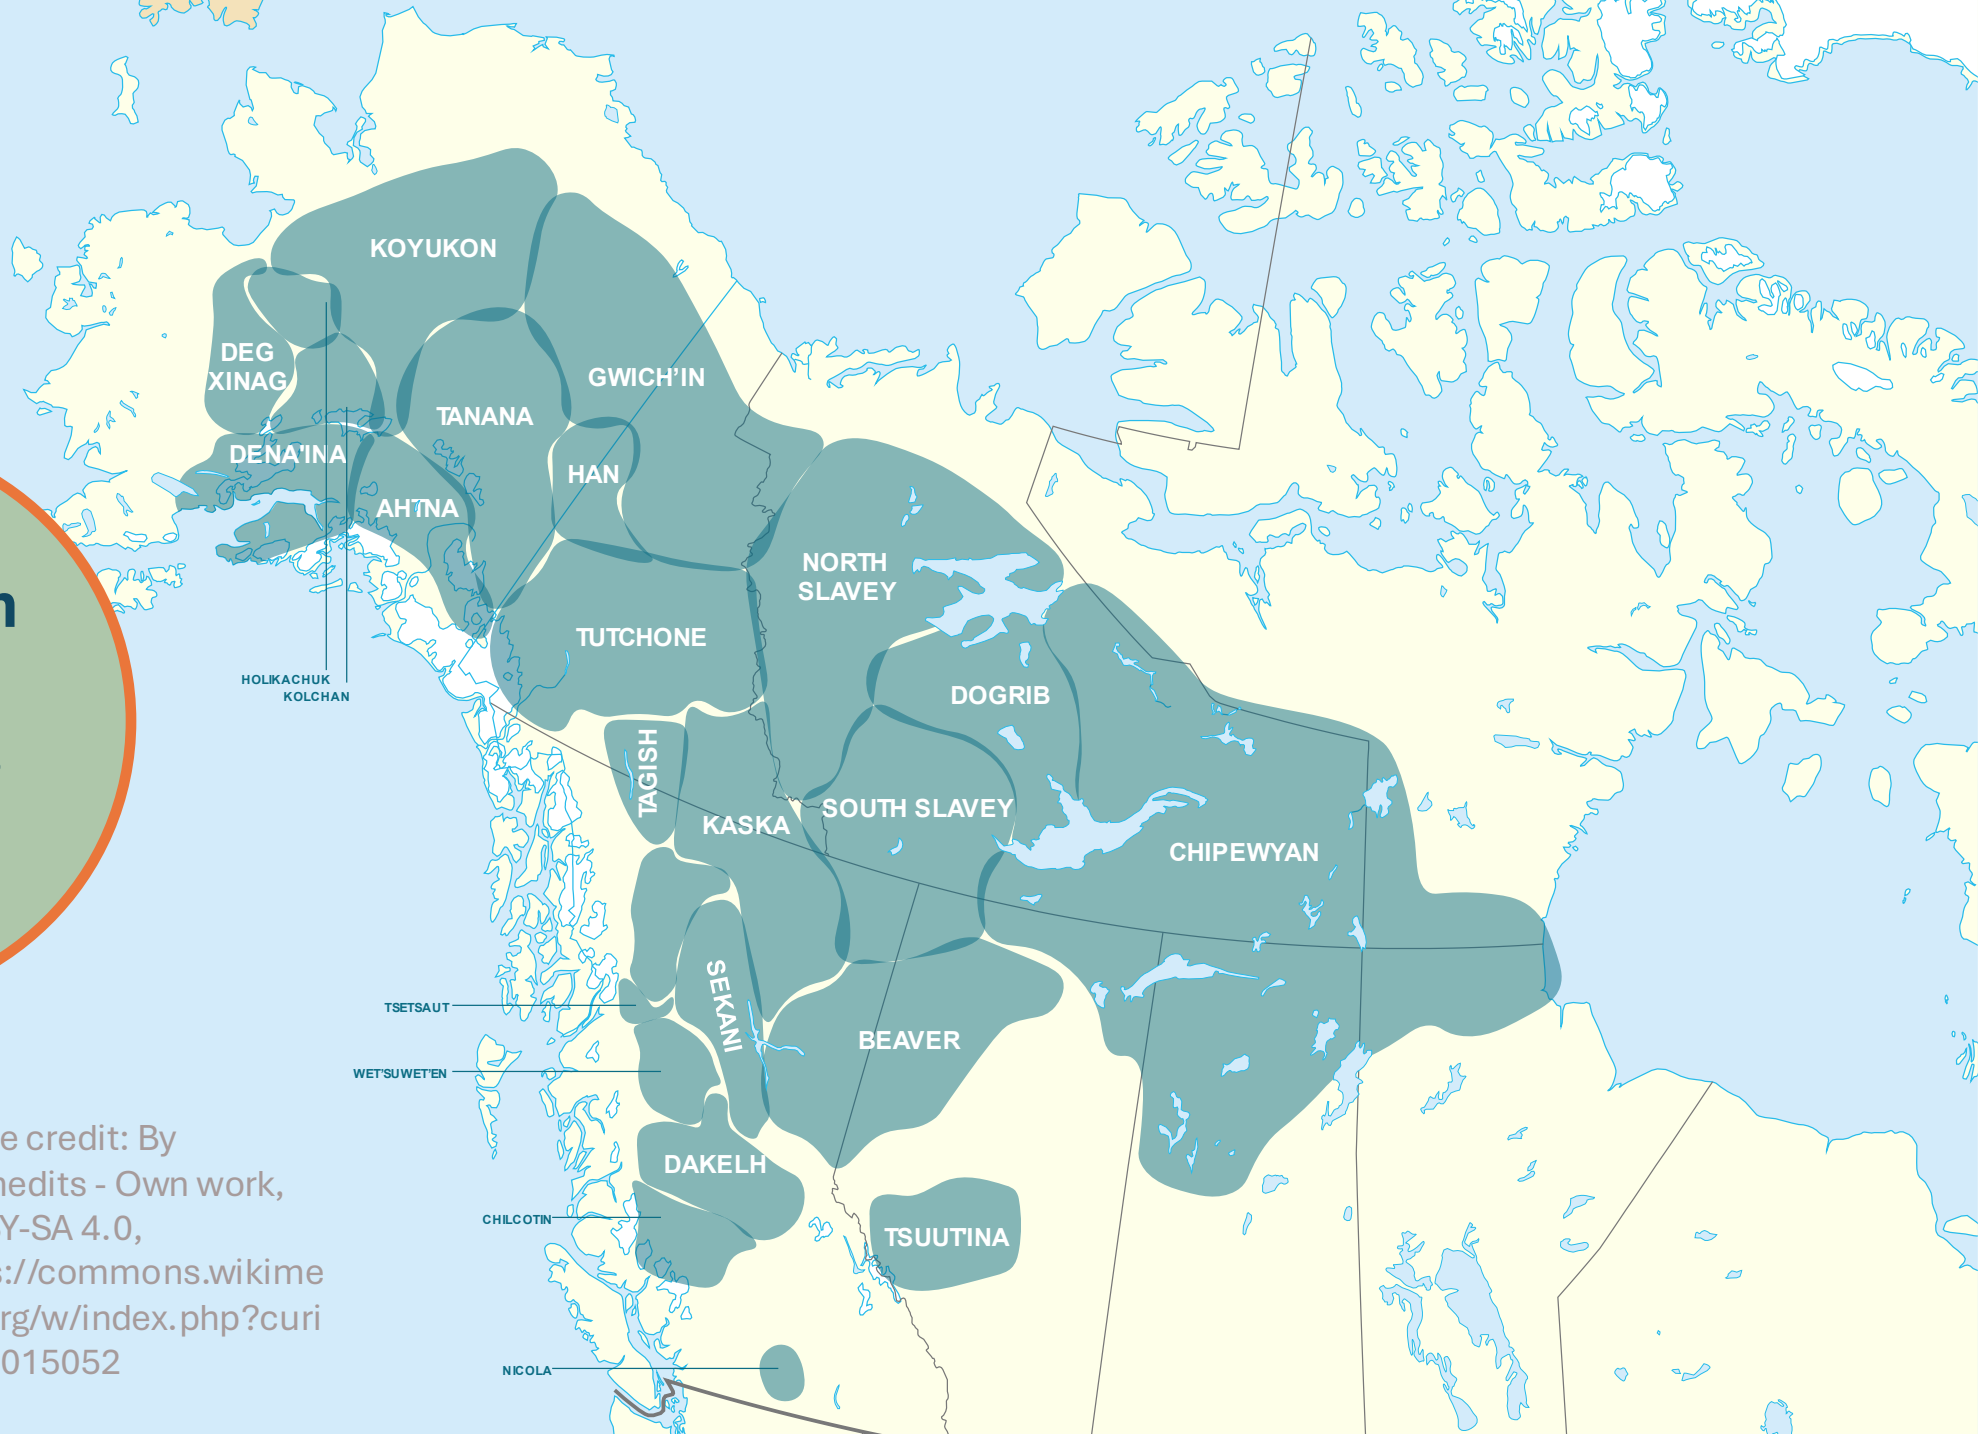 KOYUKON
DEG
XINAG
GWICH'IN
TANANA
DENA'INA
HAN
AHTNA
NORTH
SLAVEY
TUTCHONE
HOLIKACHUK
KOLCHAN
DOGRIB
TAGISH
KASKA
SOUTH SLAVEY
CHIPEWYAN
SEKANI
TSETSAUT
BEAVER
WET'SUWET'EN
DAKELH
CHILCOTIN
TSUUT'INA
NICOLA
n
e credit: By
nedits - Own work,
Y-SA 4.0,
s://commons.wikime
rg/w/index.php?curi
015052